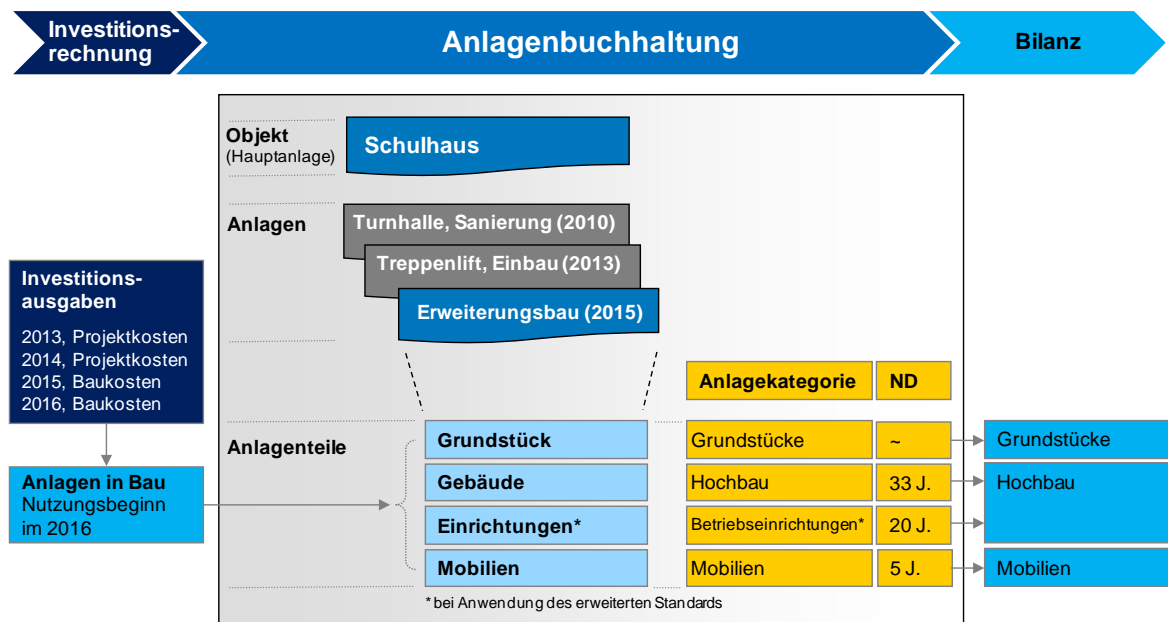 Investitions-
rechnung
Anlagenbuchhaltung
Bilanz
Objekt
(Hauptanlage)
Schulhaus
Anlagen
Turnhalle, Sanierung (2010)
Treppenlift, Einbau (2013)
Erweiterungsbau (2015)
Investitions-
ausgaben
2013, Projektkosten
2014, Projektkosten
2015, Baukosten
2016, Baukosten
Anlagekategorie ND
Anlagenteile
Grundstück Grundstücke ~ Grundstücke
Gebäude Hochbau 33 J. Hochbau
Einrichtungen* Betriebseinrichtungen* 20 J.
Mobilien Mobilien 5 J. Mobilien
Anlagen in Bau
Nutzungsbeginn
im 2016
* bei Anwendung des erweiterten Standards